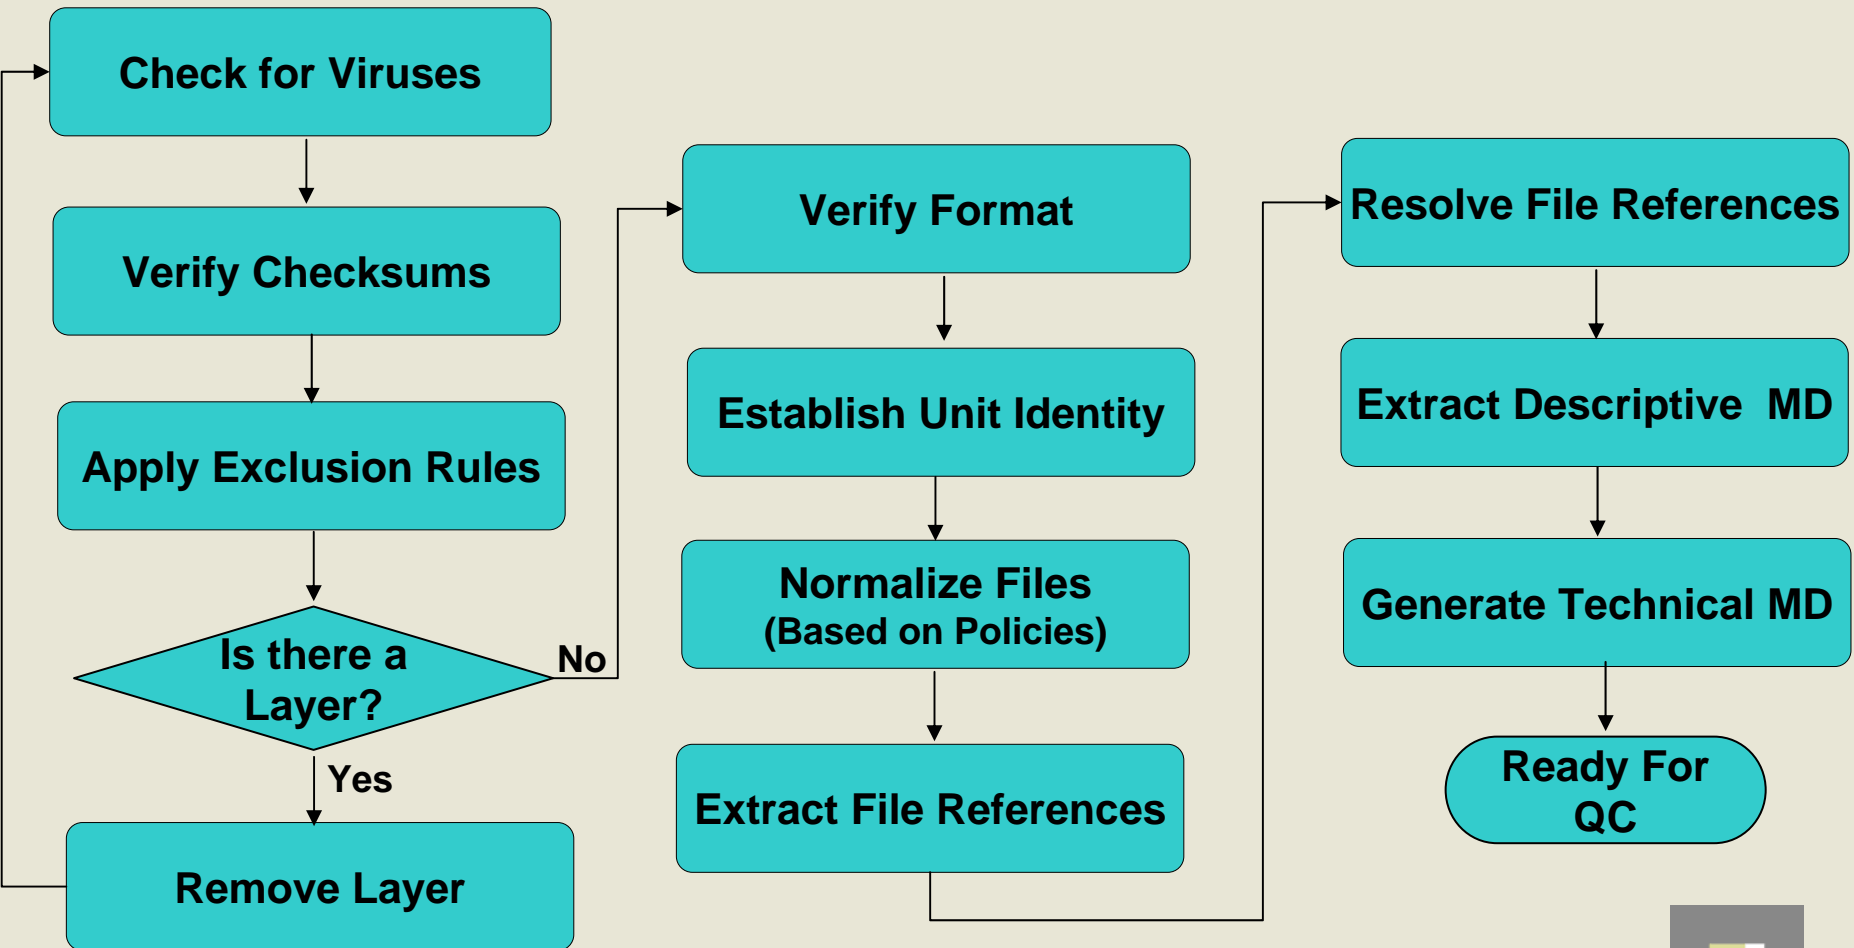 Check for Viruses
Verify Checksums
Apply Exclusion Rules
Is there a
Layer?
No
Yes
Remove Layer
Verify Format
Establish Unit Identity
Normalize Files
(Based on Policies)
Extract File References
Resolve File References
Extract Descriptive  MD
Generate Technical MD
Ready For
QC